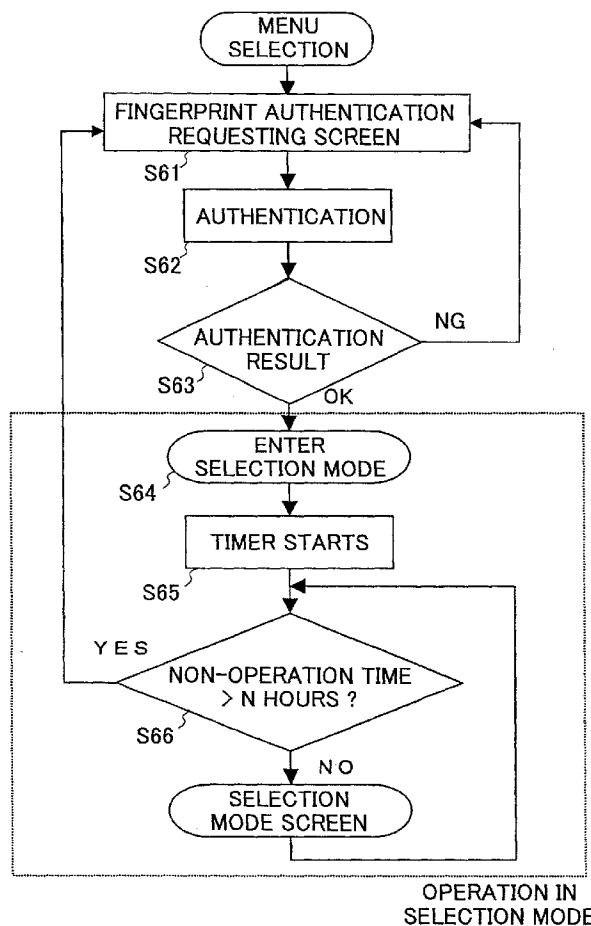 MENU
SELECTION
FINGERPRINT AUTHENTICATION
REQUESTING SCREEN
S61
AUTHENTICATION
S62
AUTHENTICATION
RESULT
NG
S63
OK
ENTER
SELECTION MODE
S64
TIMER STARTS
S65
YES
NON-OPERATION TIME
> N HOURS ?
S66
NO
SELECTION
MODE SCREEN
OPERATION IN
SELECTION MODE